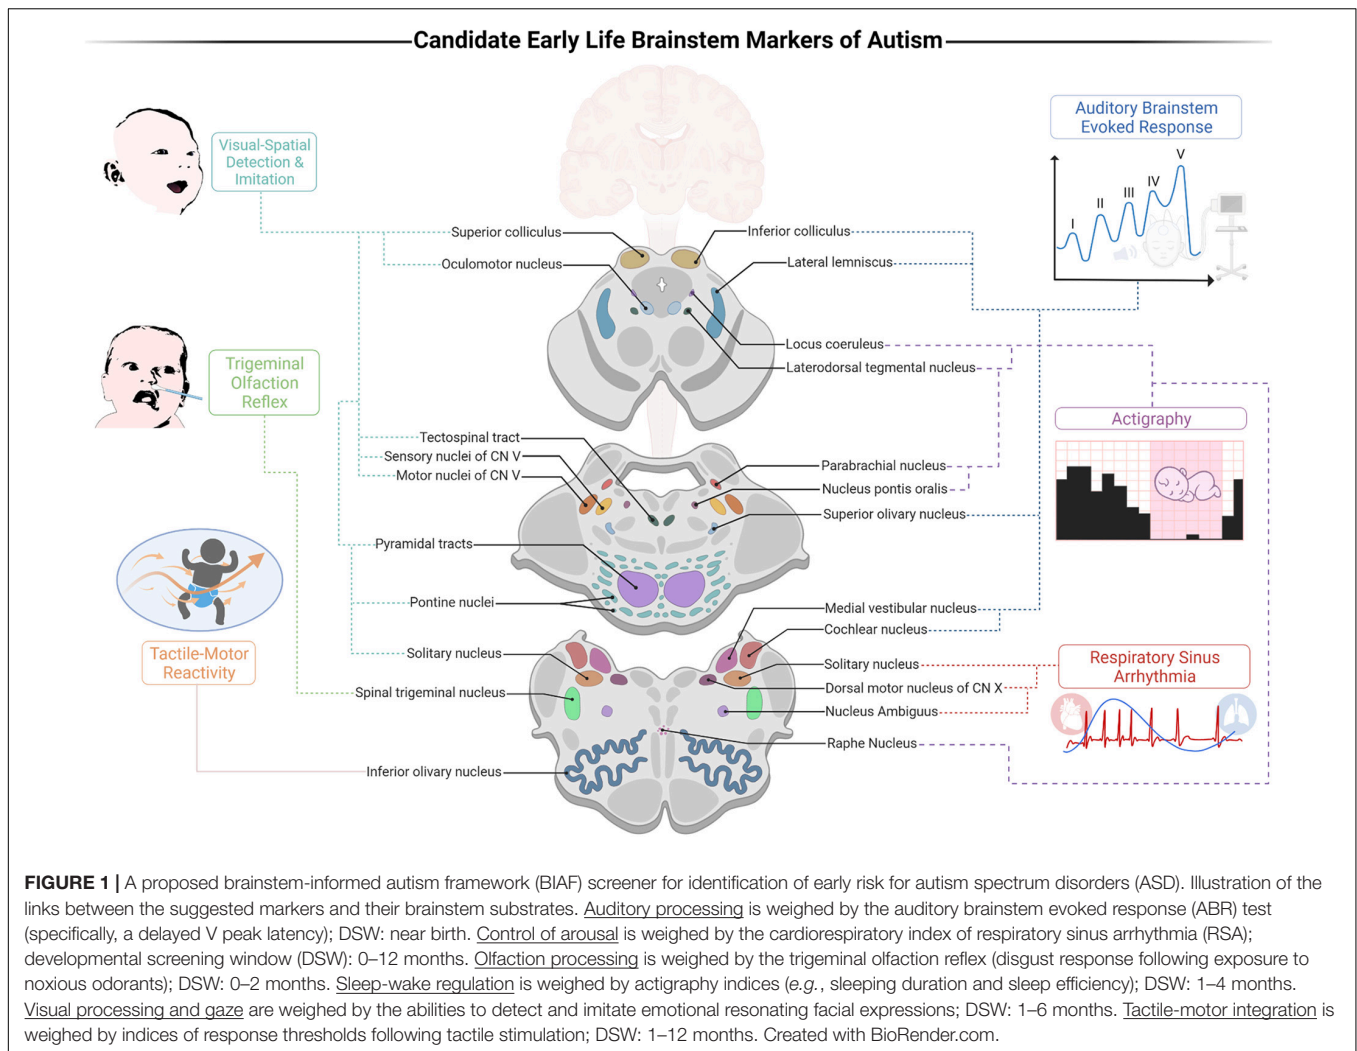 Candidate Early Life Brainstem Markers of Autism
Visual-Spatial
Detection &
Imitation
Trigeminal
Olfaction
Reflex
Tactile-Motor
Reactivity
Superior colliculus
Oculomotor nucleus
Tectospinal tract
Sensory nuclei of CN V
Motor nuclei of CN V
Pyramidal tracts
Pontine nuclei
Solitary nucleus
Spinal trigeminal nucleus
Inferior olivary nucleus
Inferior colliculus
Lateral lemniscus
Locus coeruleus
Laterodorsal tegmental nucleus
Parabrachial nucleus
Nucleus pontis oralis
Superior olivary nucleus
Medial vestibular nucleus
Cochlear nucleus
Solitary nucleus
Dorsal motor nucleus of CN X
Nucleus Ambiguus
Raphe Nucleus
Auditory Brainstem
Evoked Response
I
II
III
IV
V
Actigraphy
Respiratory Sinus
Arrhythmia
FIGURE 1 | A proposed brainstem-informed autism framework (BIAF) screener for identification of early risk for autism spectrum disorders (ASD). Illustration of the
links between the suggested markers and their brainstem substrates. Auditory processing is weighed by the auditory brainstem evoked response (ABR) test
(specifically, a delayed V peak latency); DSW: near birth. Control of arousal is weighed by the cardiorespiratory index of respiratory sinus arrhythmia (RSA);
developmental screening window (DSW): 0–12 months. Olfaction processing is weighed by the trigeminal olfaction reflex (disgust response following exposure to
noxious odorants); DSW: 0–2 months. Sleep-wake regulation is weighed by actigraphy indices (e.g., sleeping duration and sleep efficiency); DSW: 1–4 months.
Visual processing and gaze are weighed by the abilities to detect and imitate emotional resonating facial expressions; DSW: 1–6 months. Tactile-motor integration is
weighed by indices of response thresholds following tactile stimulation; DSW: 1–12 months. Created with BioRender.com.